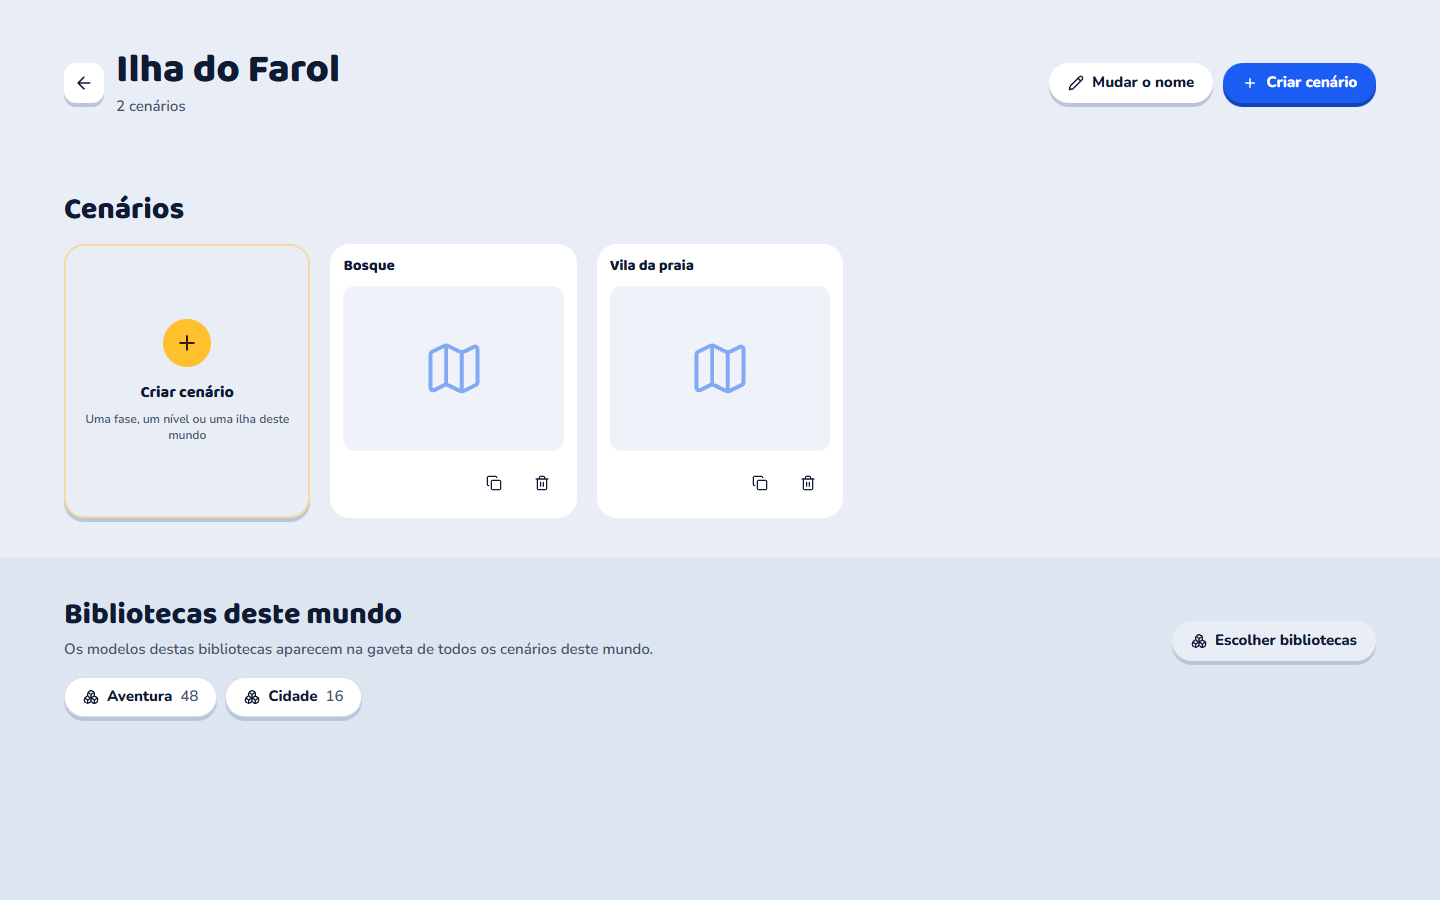 Ilha do Farol
2 cenários
Mudar o nome
Criar cenário
Cenários
Criar cenário
Uma fase, um nível ou uma ilha deste
mundo
Bosque
Vila da praia
Bibliotecas deste mundo
Os modelos destas bibliotecas aparecem na gaveta de todos os cenários deste mundo.
Escolher bibliotecas
Aventura 48
Cidade 16